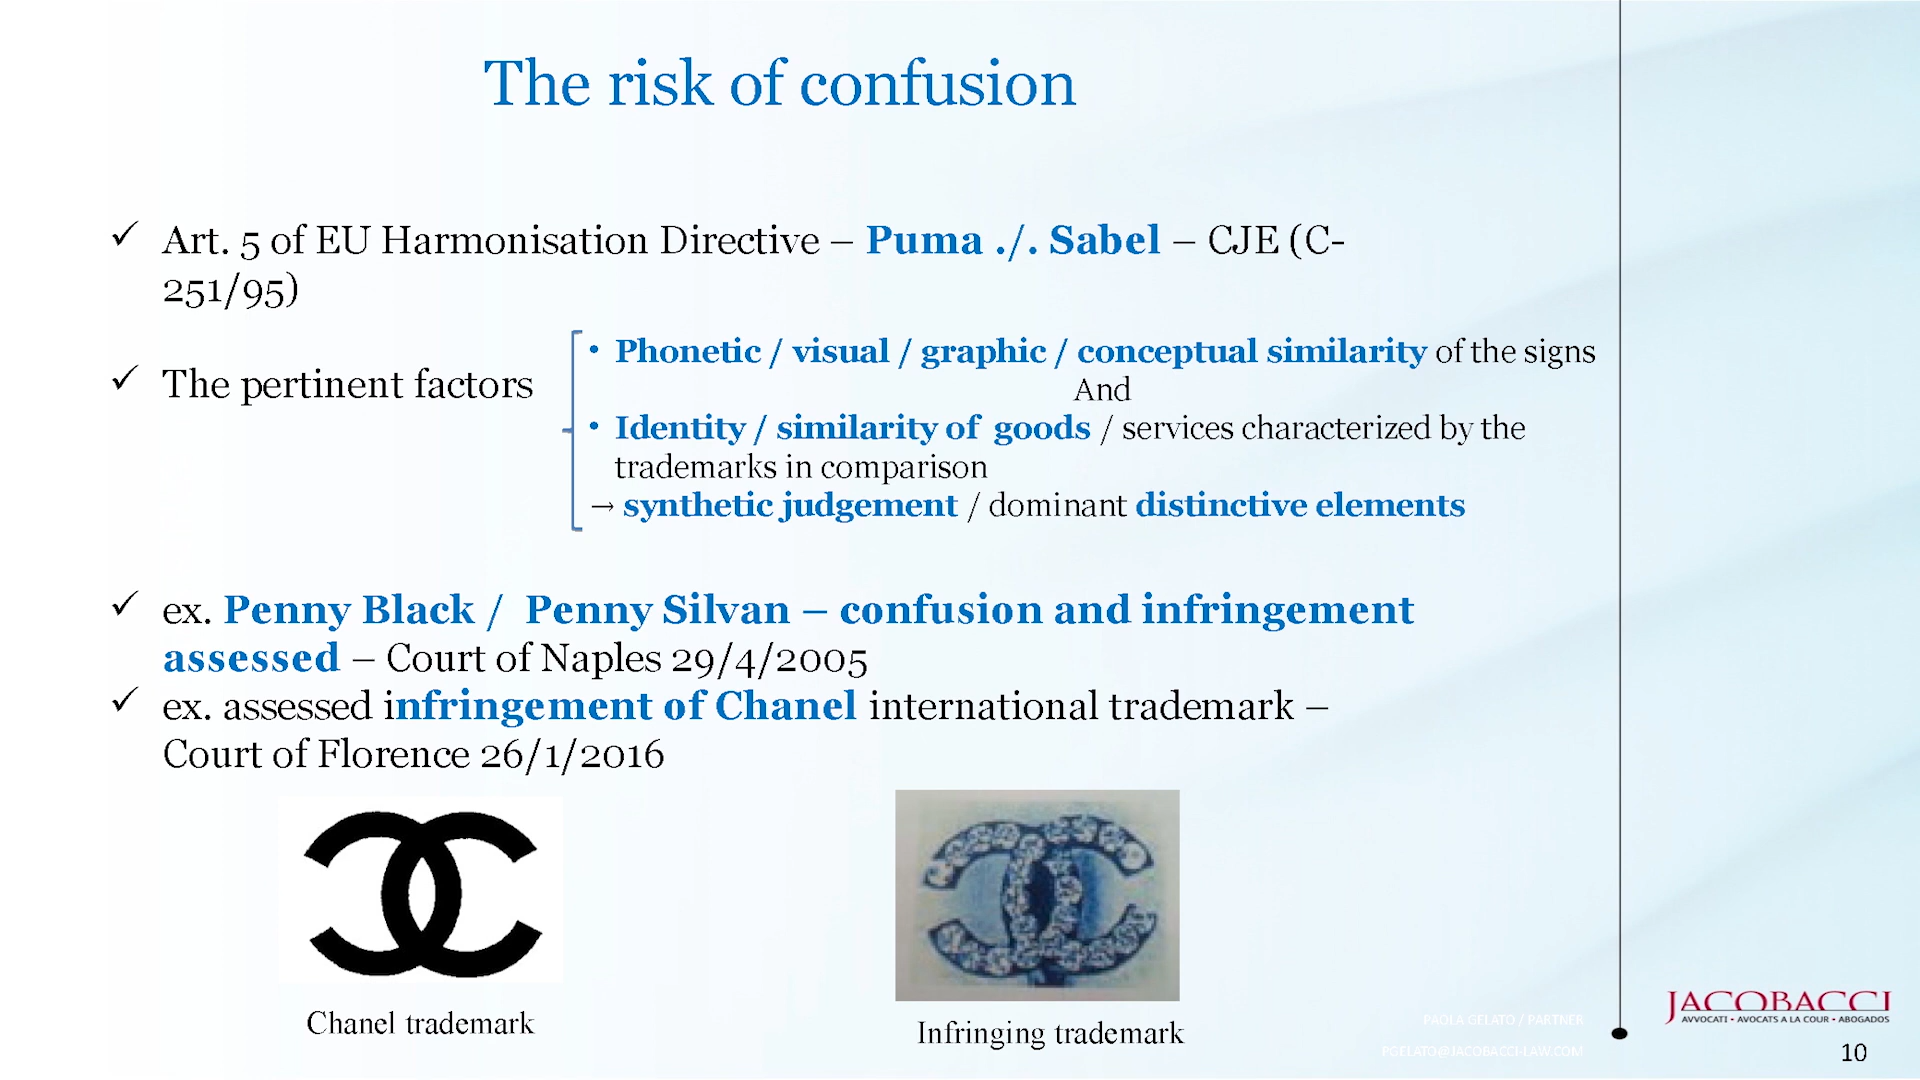 The risk of confusion
✓ Art. 5 of EU Harmonisation Directive – Puma ./. Sabel – CJE (C-
251/95)
✓ The pertinent factors
• Phonetic / visual / graphic / conceptual similarity of the signs
And
• Identity / similarity of goods / services characterized by the
trademarks in comparison
→ synthetic judgement / dominant distinctive elements
✓ ex. Penny Black / Penny Silvan – confusion and infringement
assessed – Court of Naples 29/4/2005
✓ ex. assessed infringement of Chanel international trademark –
Court of Florence 26/1/2016
Chanel trademark
Infringing trademark
PAOLA GELATO / PARTNER
PGELATO@JACOBACCI-LAW.COM
JACOBACCI
AVVOCATI • AVOCATS A LA COUR • ABOGADOS
10